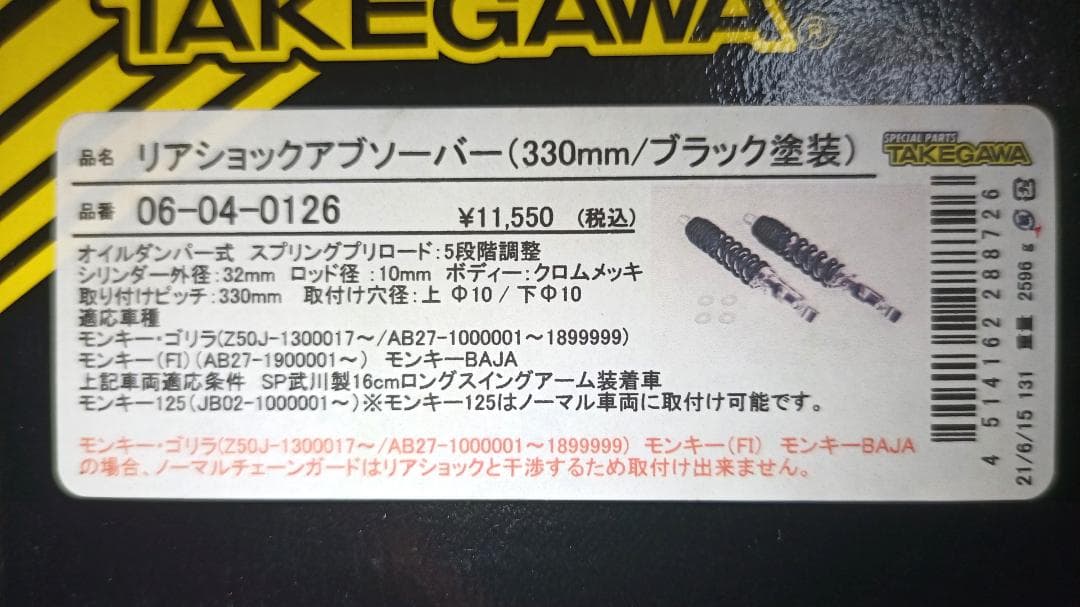 TAKEGAWA®
品名 リアショックアブソーバー(330mm/ブラック塗装)
SPECIAL PARTS
TAKEGAWA
品番 06-04-0126 ¥11,550 (税込)
オイルダンパー式 スプリングプリロード:5段階調整
シリンダー外径:32mm ロッド径:10mm ボディー:クロムメッキ
取り付けピッチ:330mm 取付け穴径:上 Φ10 / 下Φ10
適応車種
モンキー・ゴリラ(Z50J-1300017~/AB27-1000001~1899999)
モンキー(FI)(AB27-1900001~) モンキーBAJA
上記車両適応条件 SP武川製16cmロングスイングアーム装着車
モンキー125(JB02-1000001~)※モンキー125はノーマル車両に取付け可能です。
モンキー・ゴリラ(Z50J-1300017~/AB27-1000001~1899999) モンキー(FI) モンキーBAJA
の場合、ノーマルチェーンガードはリアショックと干渉するため取付け出来ません。
4 514162 288726
21/6/15 131 重量 2596 g